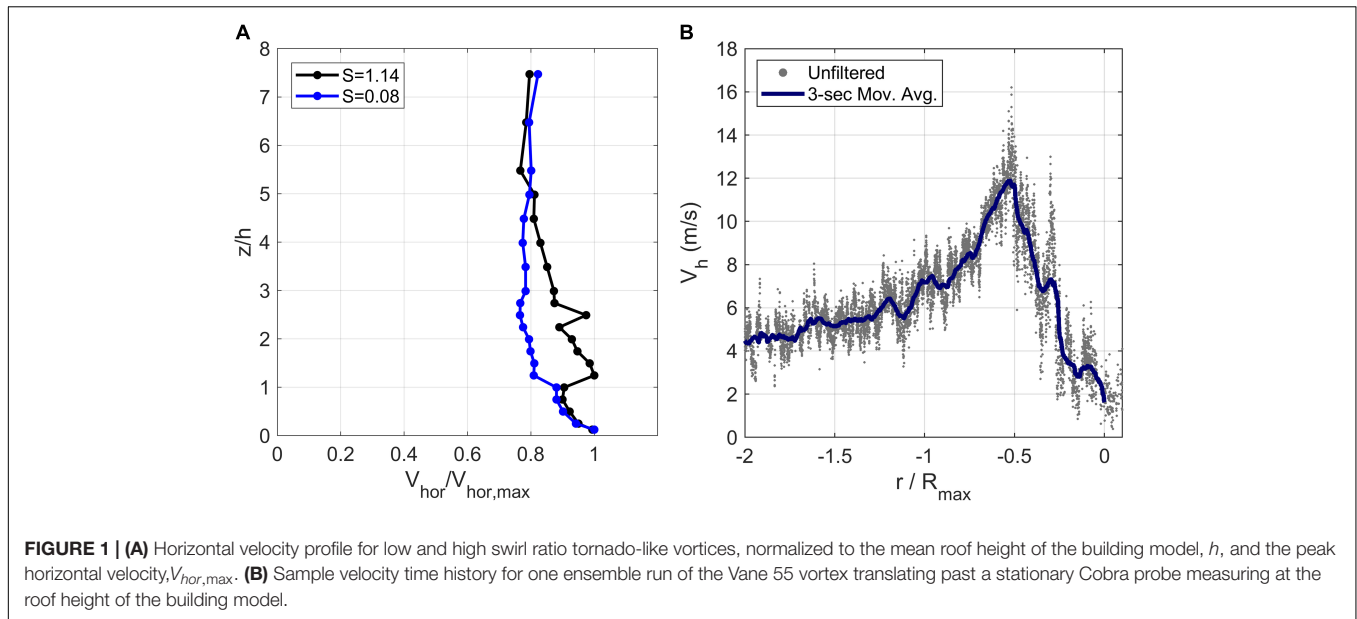 A
8
7
6
5
4
3
2
1
0
z/h
S=1.14
S=0.08
0 0.2 0.4 0.6 0.8 1
V_hor/V_hor,max
B
18
16
14
12
10
8
6
4
2
0
V_h (m/s)
Unfiltered
3-sec Mov. Avg.
-2 -1.5 -1 -0.5 0
r / R_max
FIGURE 1 | (A) Horizontal velocity profile for low and high swirl ratio tornado-like vortices, normalized to the mean roof height of the building model, h, and the peak
horizontal velocity,V_hor,max. (B) Sample velocity time history for one ensemble run of the Vane 55 vortex translating past a stationary Cobra probe measuring at the
roof height of the building model.